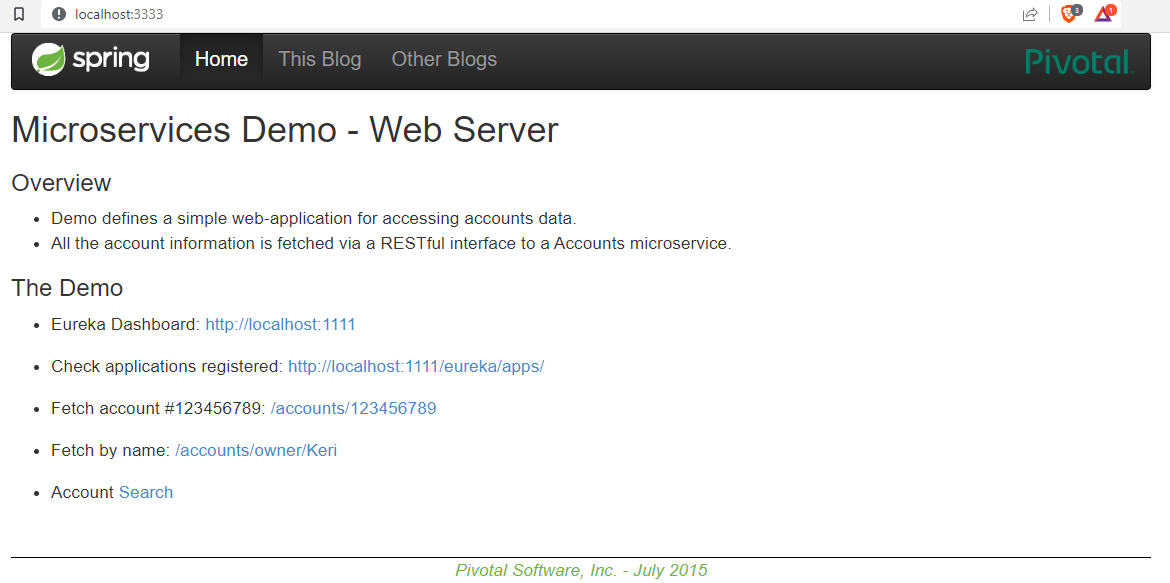 localhost:3333
3
1
spring Home This Blog Other Blogs Pivotal
Microservices Demo - Web Server
Overview
• Demo defines a simple web-application for accessing accounts data.
• All the account information is fetched via a RESTful interface to a Accounts microservice.
The Demo
• Eureka Dashboard: http://localhost:1111
• Check applications registered: http://localhost:1111/eureka/apps/
• Fetch account #123456789: /accounts/123456789
• Fetch by name: /accounts/owner/Keri
• Account Search
Pivotal Software, Inc. - July 2015